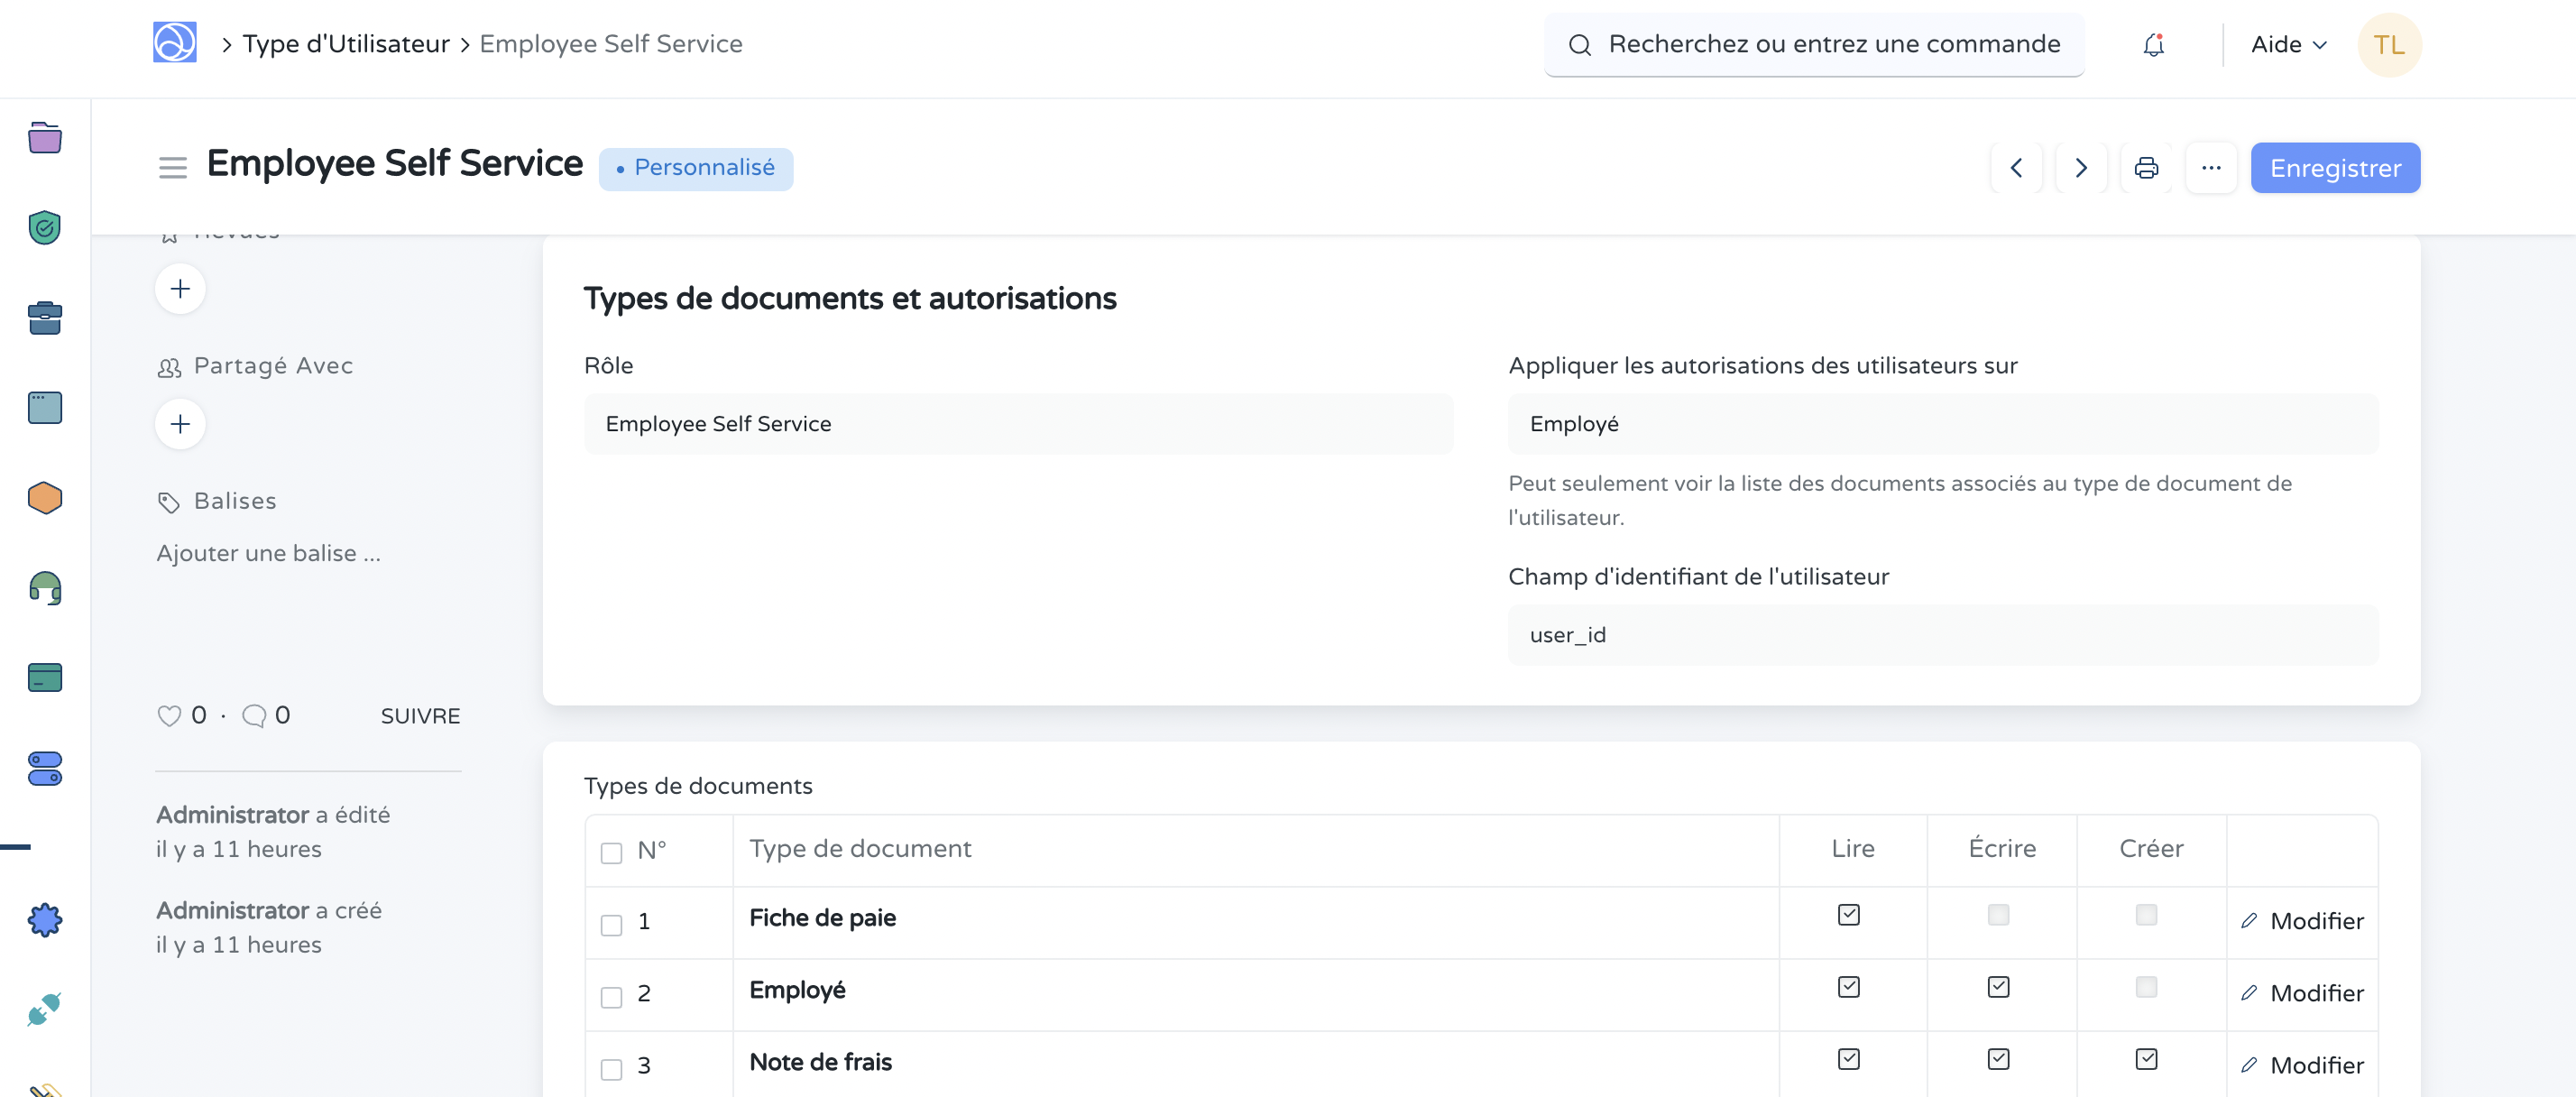 Type d'Utilisateur
Employee Self Service
Recherchez ou entrez une commande
Aide
TL
Employee Self Service
Personnalisé
Enregistrer
Revues
Partagé Avec
Balises
Ajouter une balise ...
0 · 0 SUIVRE
Administrator a édité
il y a 11 heures
Administrator a créé
il y a 11 heures
Types de documents et autorisations
Rôle
Employee Self Service
Appliquer les autorisations des utilisateurs sur
Employé
Peut seulement voir la liste des documents associés au type de document de
l'utilisateur.
Champ d'identifiant de l'utilisateur
user_id
Types de documents
N° Type de document Lire Écrire Créer
1 Fiche de paie Modifier
2 Employé Modifier
3 Note de frais Modifier